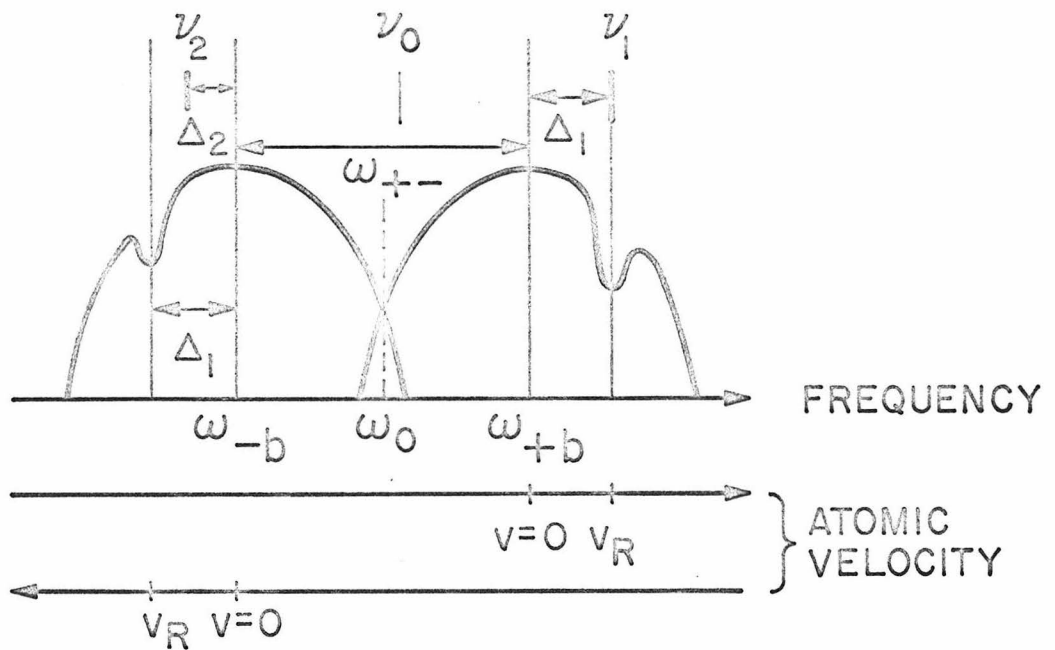 ν₂ ν₀ ν₁
Δ₂ Δ₁
ω₊₋
Δ₁
ω₋b ω₀ ω₊b FREQUENCY
v=0 vR ATOMIC
VELOCITY
vR v=0